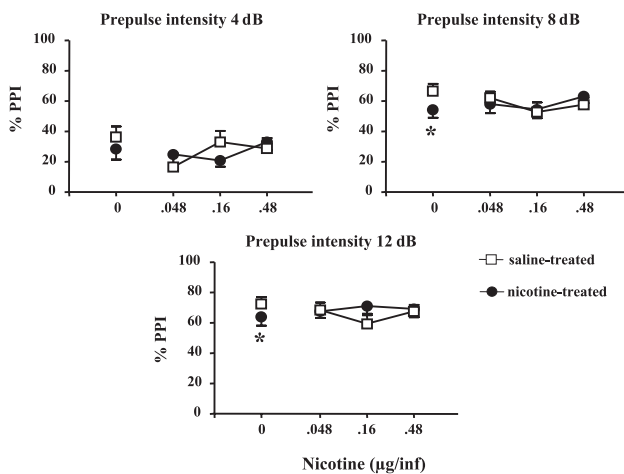 Prepulse intensity 4 dB
% PPI
100
80
60
40
20
0
0 .048 .16 .48
Prepulse intensity 8 dB
% PPI
100
80
60
40
20
0
*
0 .048 .16 .48
Prepulse intensity 12 dB
% PPI
100
80
60
40
20
0
*
0 .048 .16 .48
Nicotine (μg/inf)
saline-treated
nicotine-treated